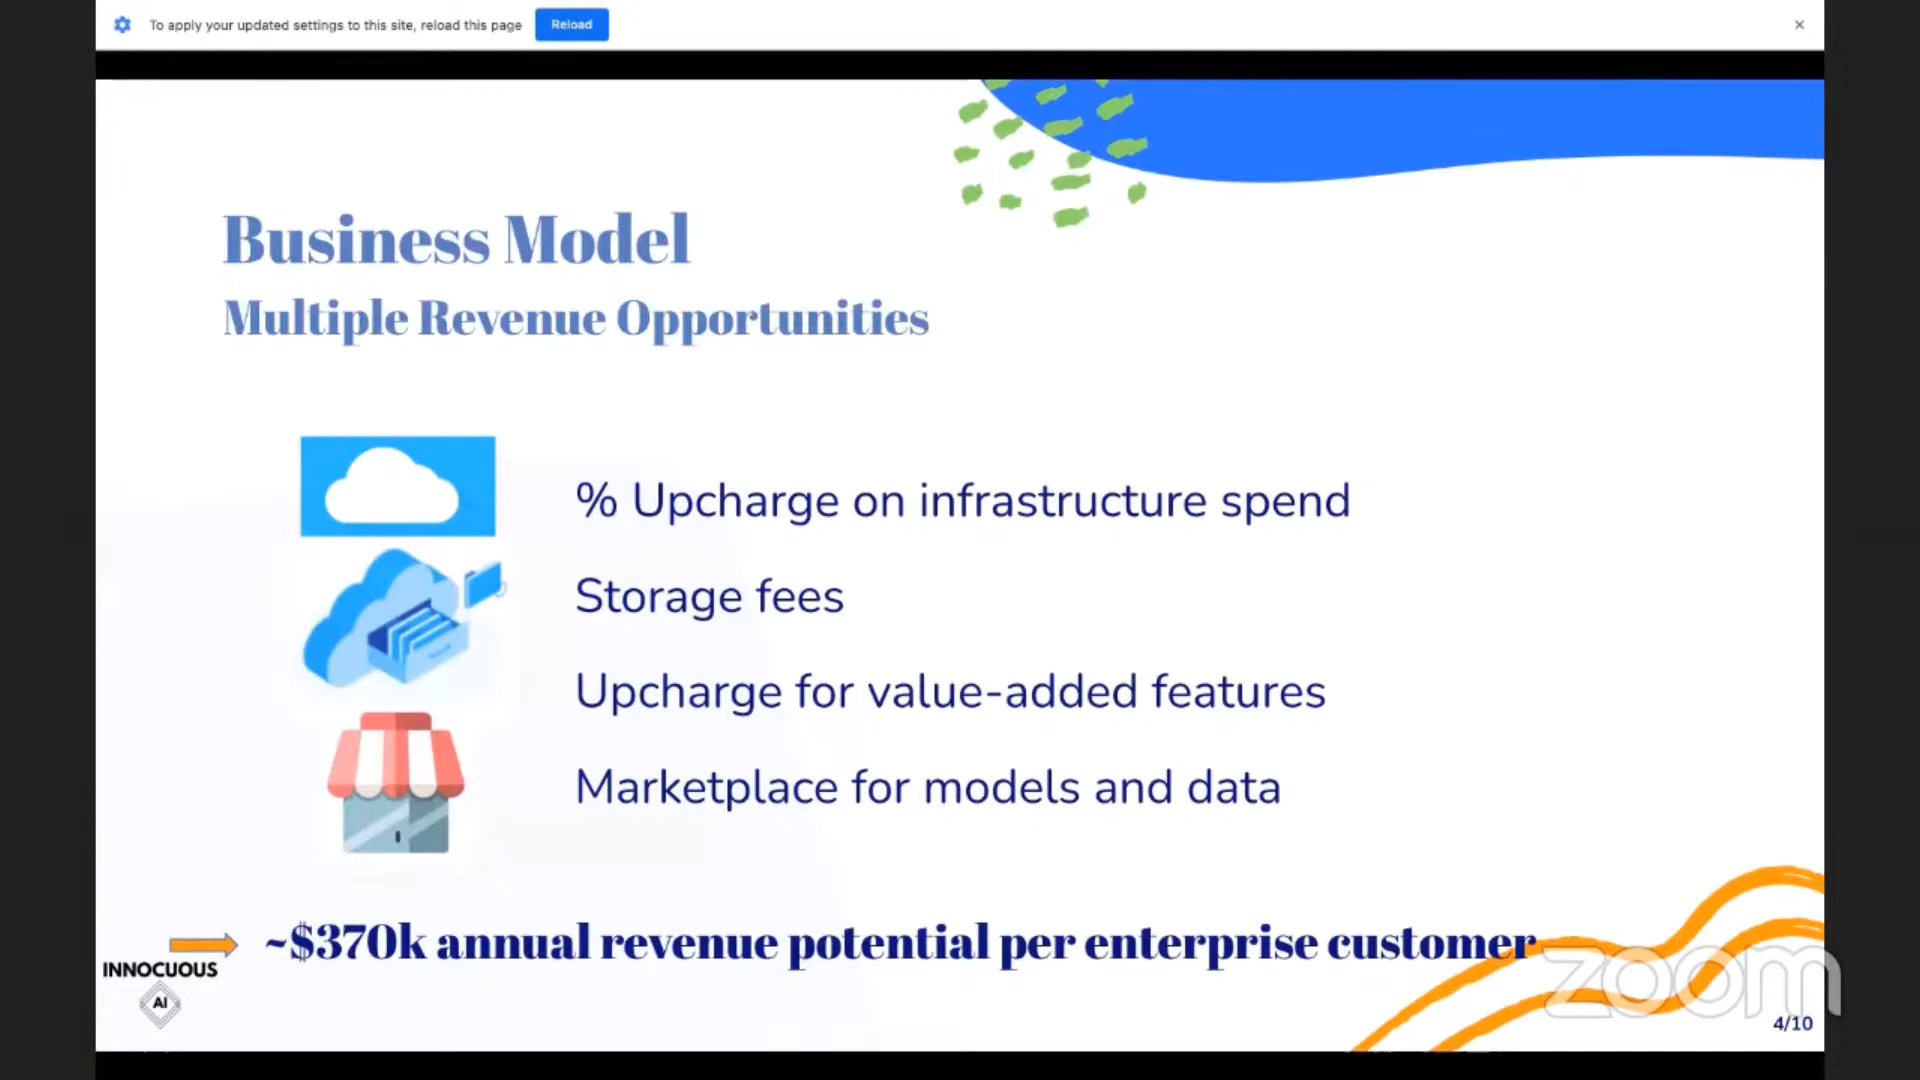 To apply your updated settings to this site, reload this page
Reload
Business Model
Multiple Revenue Opportunities
% Upcharge on infrastructure spend
Storage fees
Upcharge for value-added features
Marketplace for models and data
~$370k annual revenue potential per enterprise customer
INNOCUOUS
AI
zoom
4/10